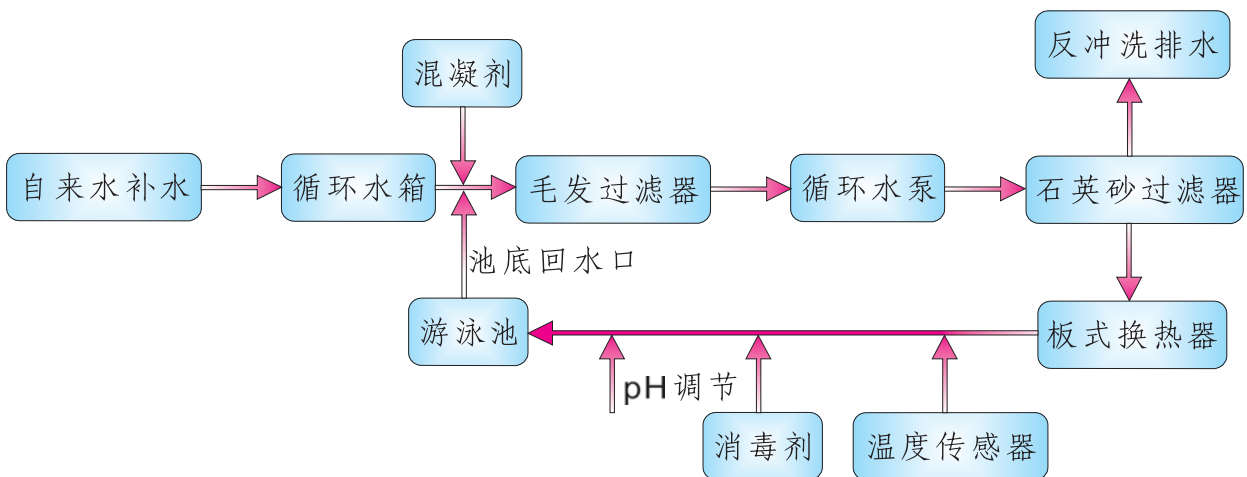 反冲洗排水
混凝剂
自来水补水
循环水箱
毛发过滤器
循环水泵
石英砂过滤器
池底回水口
游泳池
板式换热器
pH调节
消毒剂
温度传感器